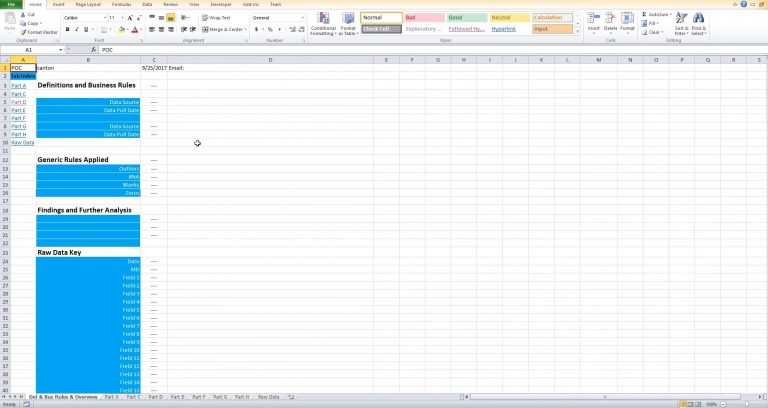 File Home Insert Page Layout Formulas Data Review View Developer Add-Ins Team
Cut
Copy
Format Painter
Paste
Clipboard
Calibri 11
B I U
Font
Wrap Text
Merge & Center
Alignment
General
$ % ,
Number
Conditional Formatting
Format as Table
Normal Bad Good Neutral Calculation
Check Cell Explanatory ... Followed Hy... Hyperlink Input
Styles
Insert Delete Format
Cells
AutoSum
Fill
Clear
Sort & Filter
Find & Select
Editing
A1 fx POC
A B C D E F G H I J K L M N O P Q R S
1 POC canton 9/25/2017 Email:
2 Tab Index
3 Part A Definitions and Business Rules ---
4 Part C
5 Part D Data Source ---
6 Part E Data Pull Date ---
7 Part F
8 Part G Data Source ---
9 Part H Data Pull Date ---
10 Raw Data
11
12 Generic Rules Applied ---
13 Outliers ---
14 #NA ---
15 Blanks ---
16 Zeros ---
17
18 Findings and Further Analysis ---
19 ---
20 ---
21 ---
22
23 Raw Data Key ---
24 Date ---
25 MD ---
26 Field 1 ---
27 Field 2 ---
28 Field 3 ---
29 Field 4 ---
30 Field 5 ---
31 Field 6 ---
32 Field 7 ---
33 Field 8 ---
34 Field 9 ---
35 Field 10 ---
36 Field 11 ---
37 Field 12 ---
38 Field 13 ---
39 Field 14 ---
40 Field 15 ---
Def & Bus Rules & Overview Part A Part C Part D Part E Part F Part G Part H Raw Data
Ready 100%